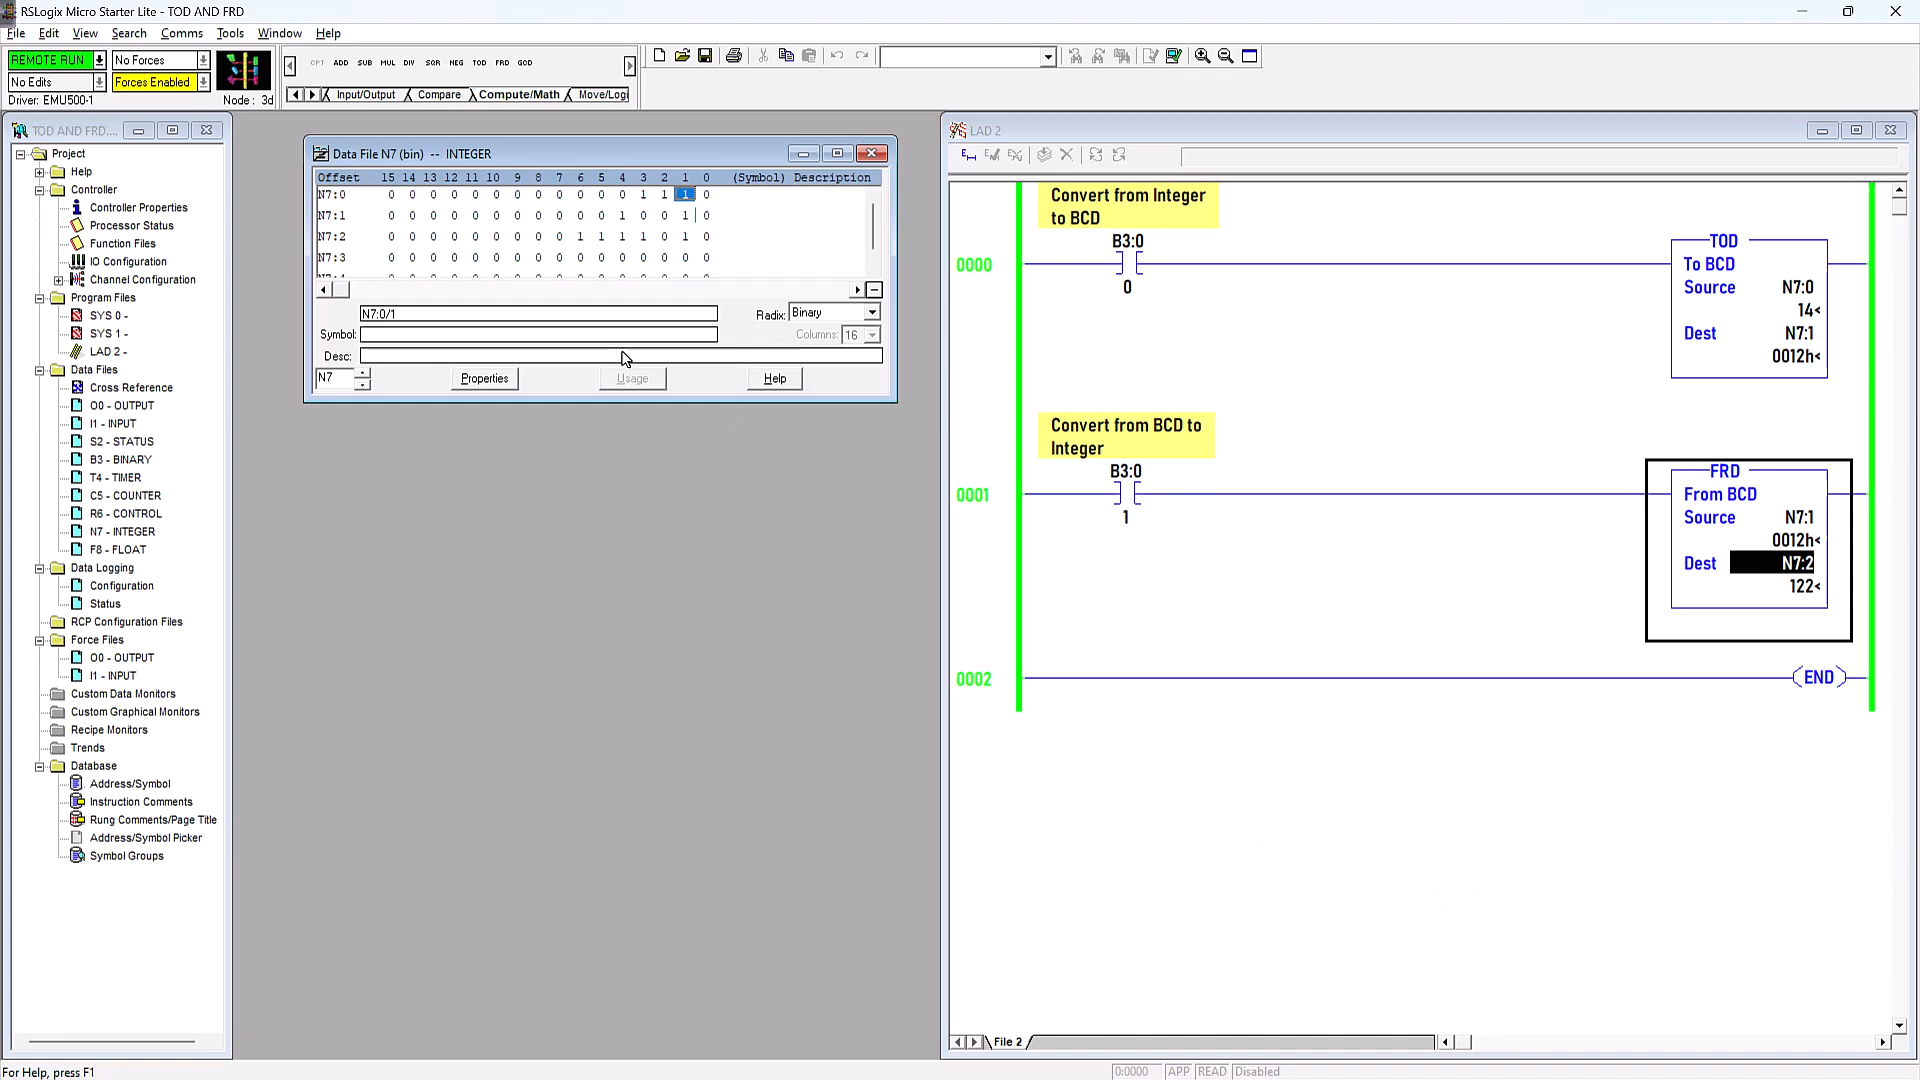 RSLogix Micro Starter Lite - TOD AND FRD
File Edit View Search Comms Tools Window Help
REMOTE RUN No Forces
No Edits Forces Enabled
Driver: EMU500-1 Node : 3d
CPT ADD SUB MUL DIV SQR NEG TOD FRD GCD
Input/Output Compare Compute/Math Move/Logi
TOD AND FRD....
Project
Help
Controller
Controller Properties
Processor Status
Function Files
IO Configuration
Channel Configuration
Program Files
SYS 0 -
SYS 1 -
LAD 2 -
Data Files
Cross Reference
O0 - OUTPUT
I1 - INPUT
S2 - STATUS
B3 - BINARY
T4 - TIMER
C5 - COUNTER
R6 - CONTROL
N7 - INTEGER
F8 - FLOAT
Data Logging
Configuration
Status
RCP Configuration Files
Force Files
O0 - OUTPUT
I1 - INPUT
Custom Data Monitors
Custom Graphical Monitors
Recipe Monitors
Trends
Database
Address/Symbol
Instruction Comments
Rung Comments/Page Title
Address/Symbol Picker
Symbol Groups
Data File N7 (bin) -- INTEGER
Offset 15 14 13 12 11 10 9 8 7 6 5 4 3 2 1 0 (Symbol) Description
N7:0 0 0 0 0 0 0 0 0 0 0 0 0 1 1 1 0
N7:1 0 0 0 0 0 0 0 0 0 0 0 1 0 0 1 0
N7:2 0 0 0 0 0 0 0 0 0 1 1 1 1 0 1 0
N7:3 0 0 0 0 0 0 0 0 0 0 0 0 0 0 0 0
N7:0/1 Radix: Binary
Symbol: Columns: 16
Desc:
N7 Properties Usage Help
LAD 2
Convert from Integer
to BCD
B3:0
0000
0
TOD
To BCD
Source N7:0
14<
Dest N7:1
0012h<
Convert from BCD to
Integer
B3:0
0001
1
FRD
From BCD
Source N7:1
0012h<
Dest N7:2
122<
0002 END
File 2
For Help, press F1
0:0000 APP READ Disabled